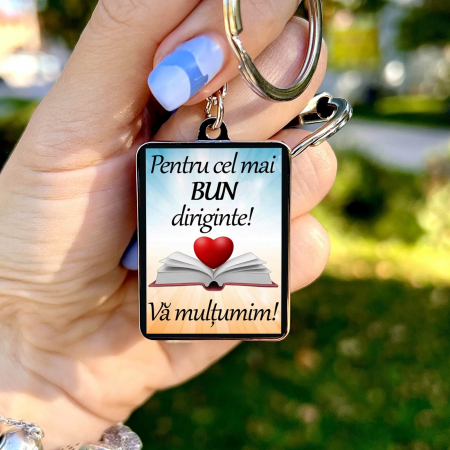 Pentru cel mai
BUN
diriginte!
Vă mulțumim!